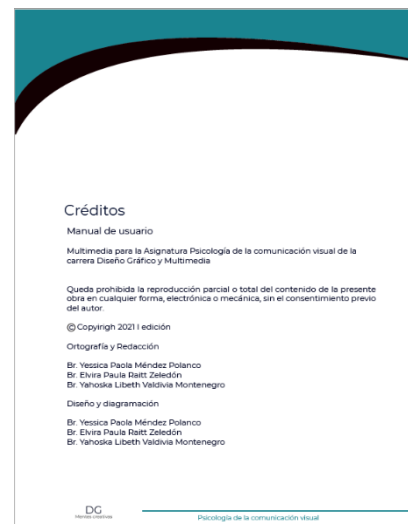 Créditos
Manual de usuario
Multimedia para la Asignatura Psicología de la comunicación visual de la
carrera Diseño Gráfico y Multimedia
Queda prohibida la reproducción parcial o total del contenido de la presente
obra en cualquier forma, electrónica o mecánica, sin el consentimiento previo
del autor.
© Copyrigh 2021 I edición
Ortografía y Redacción
Br. Yessica Paola Méndez Polanco
Br. Elvira Paula Raitt Zeledón
Br. Yahoska Libeth Valdivia Montenegro
Diseño y diagramación
Br. Yessica Paola Méndez Polanco
Br. Elvira Paula Raitt Zeledón
Br. Yahoska Libeth Valdivia Montenegro
DG
Mentes creativas
Psicología de la comunicación visual